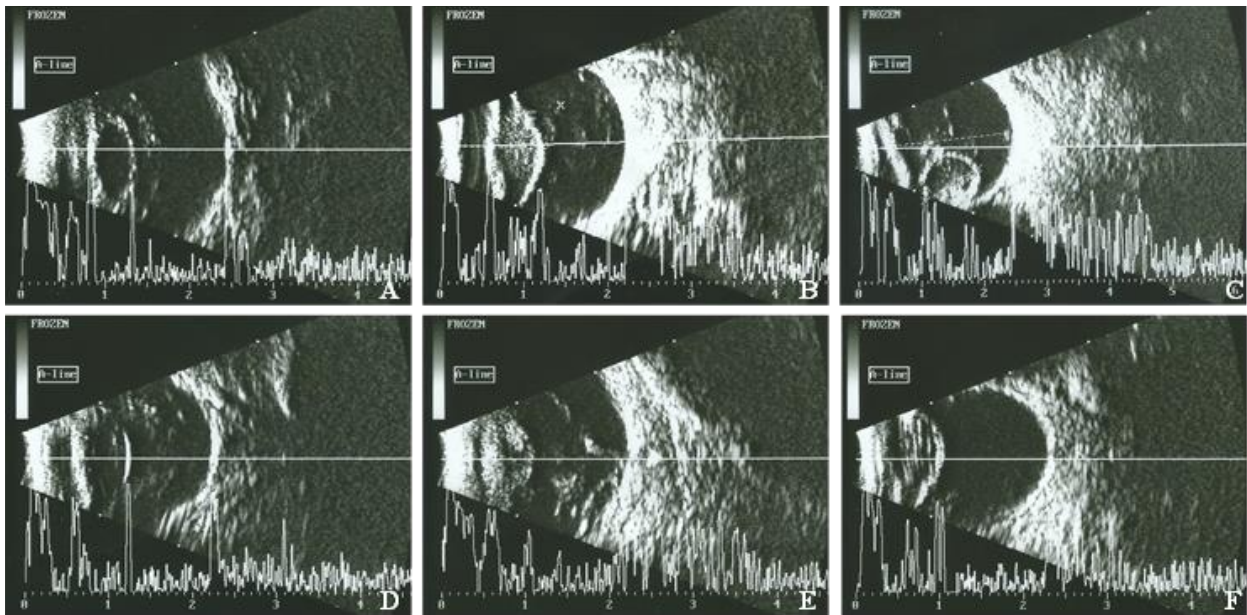 FROZEN
A-line
0 1 2 3 4
A
FROZEN
A-line
0 1 2 3 4
B
FROZEN
A-line
0 1 2 3 4 5 6
C
FROZEN
A-line
0 1 2 3 4
D
FROZEN
A-line
0 1 2 3 4
E
FROZEN
A-line
0 1 2 3 4
F